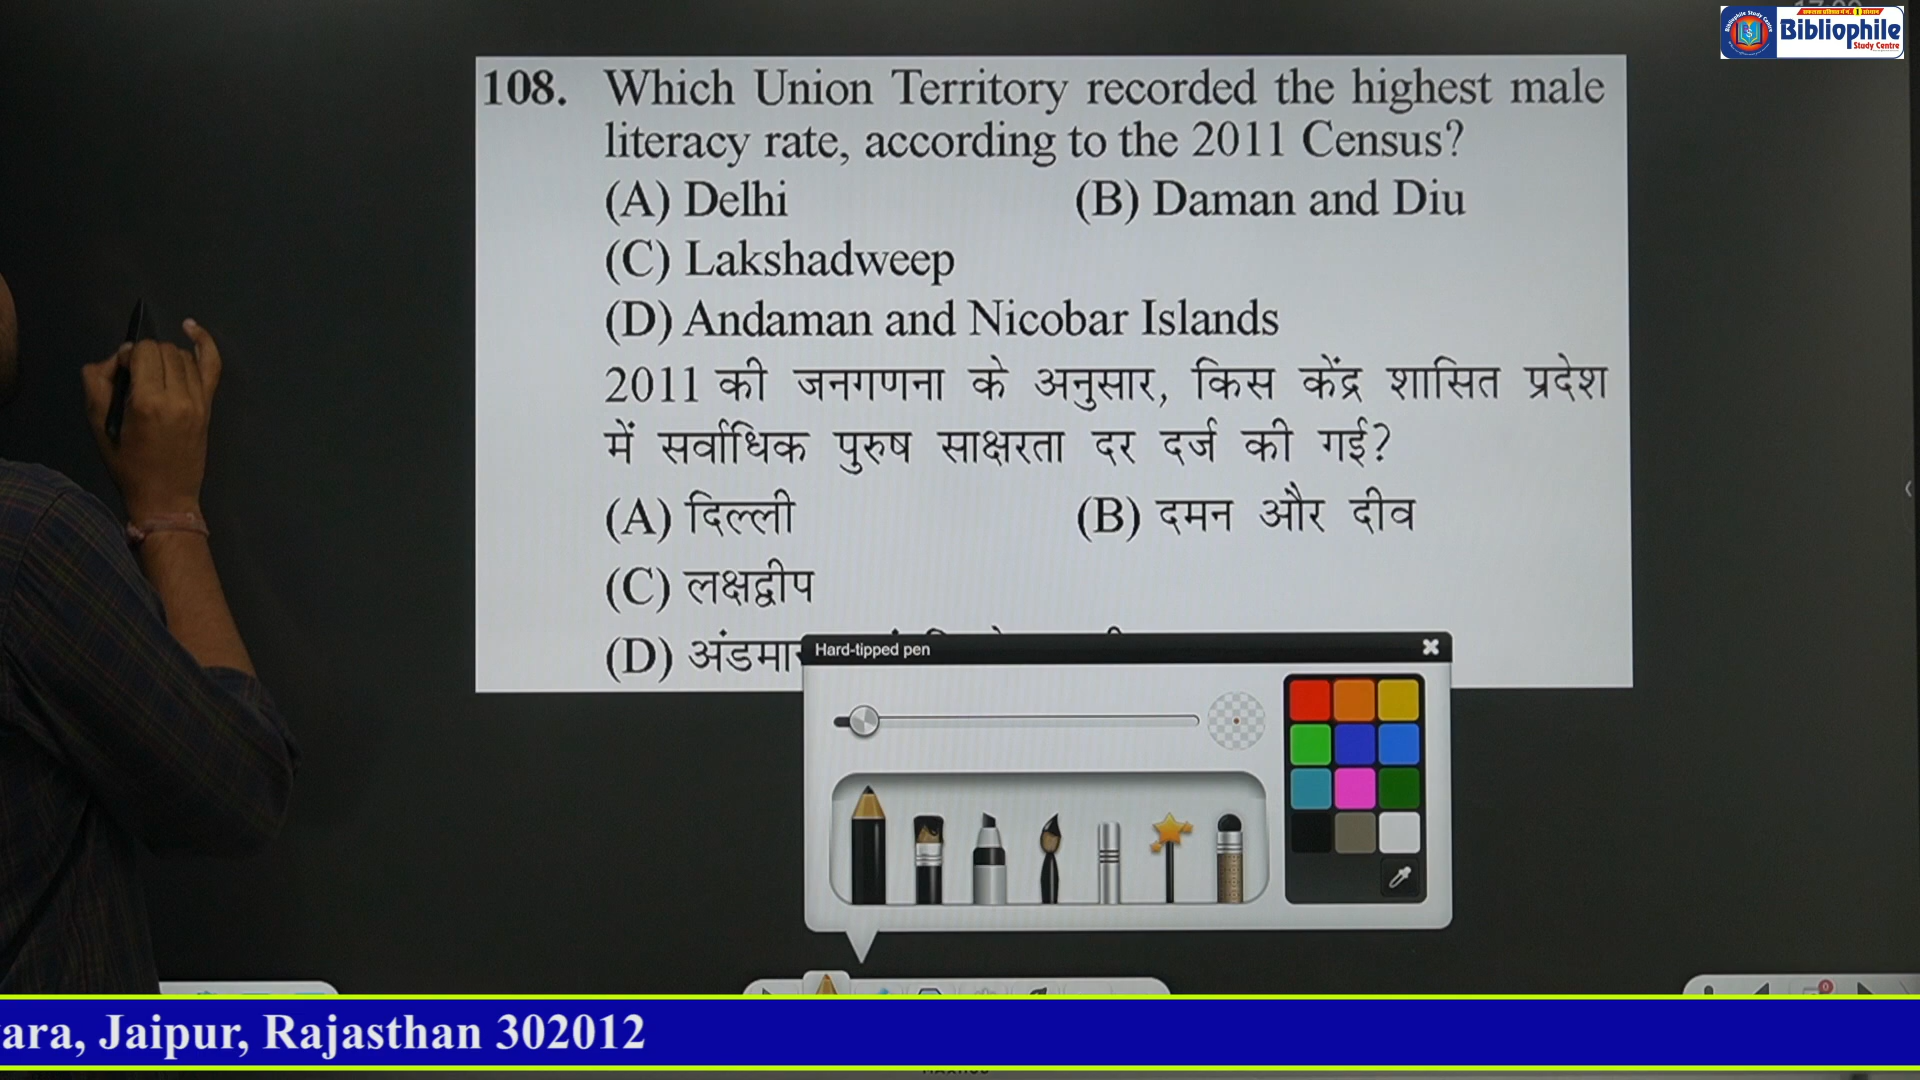 Bibliophile
Study Centre
108. Which Union Territory recorded the highest male
literacy rate, according to the 2011 Census?
(A) Delhi (B) Daman and Diu
(C) Lakshadweep
(D) Andaman and Nicobar Islands
2011 की जनगणना के अनुसार, किस केंद्र शासित प्रदेश
में सर्वाधिक पुरुष साक्षरता दर दर्ज की गई?
(A) दिल्ली (B) दमन और दीव
(C) लक्षद्वीप
(D)
Hard-tipped pen
ara, Jaipur, Rajasthan 302012